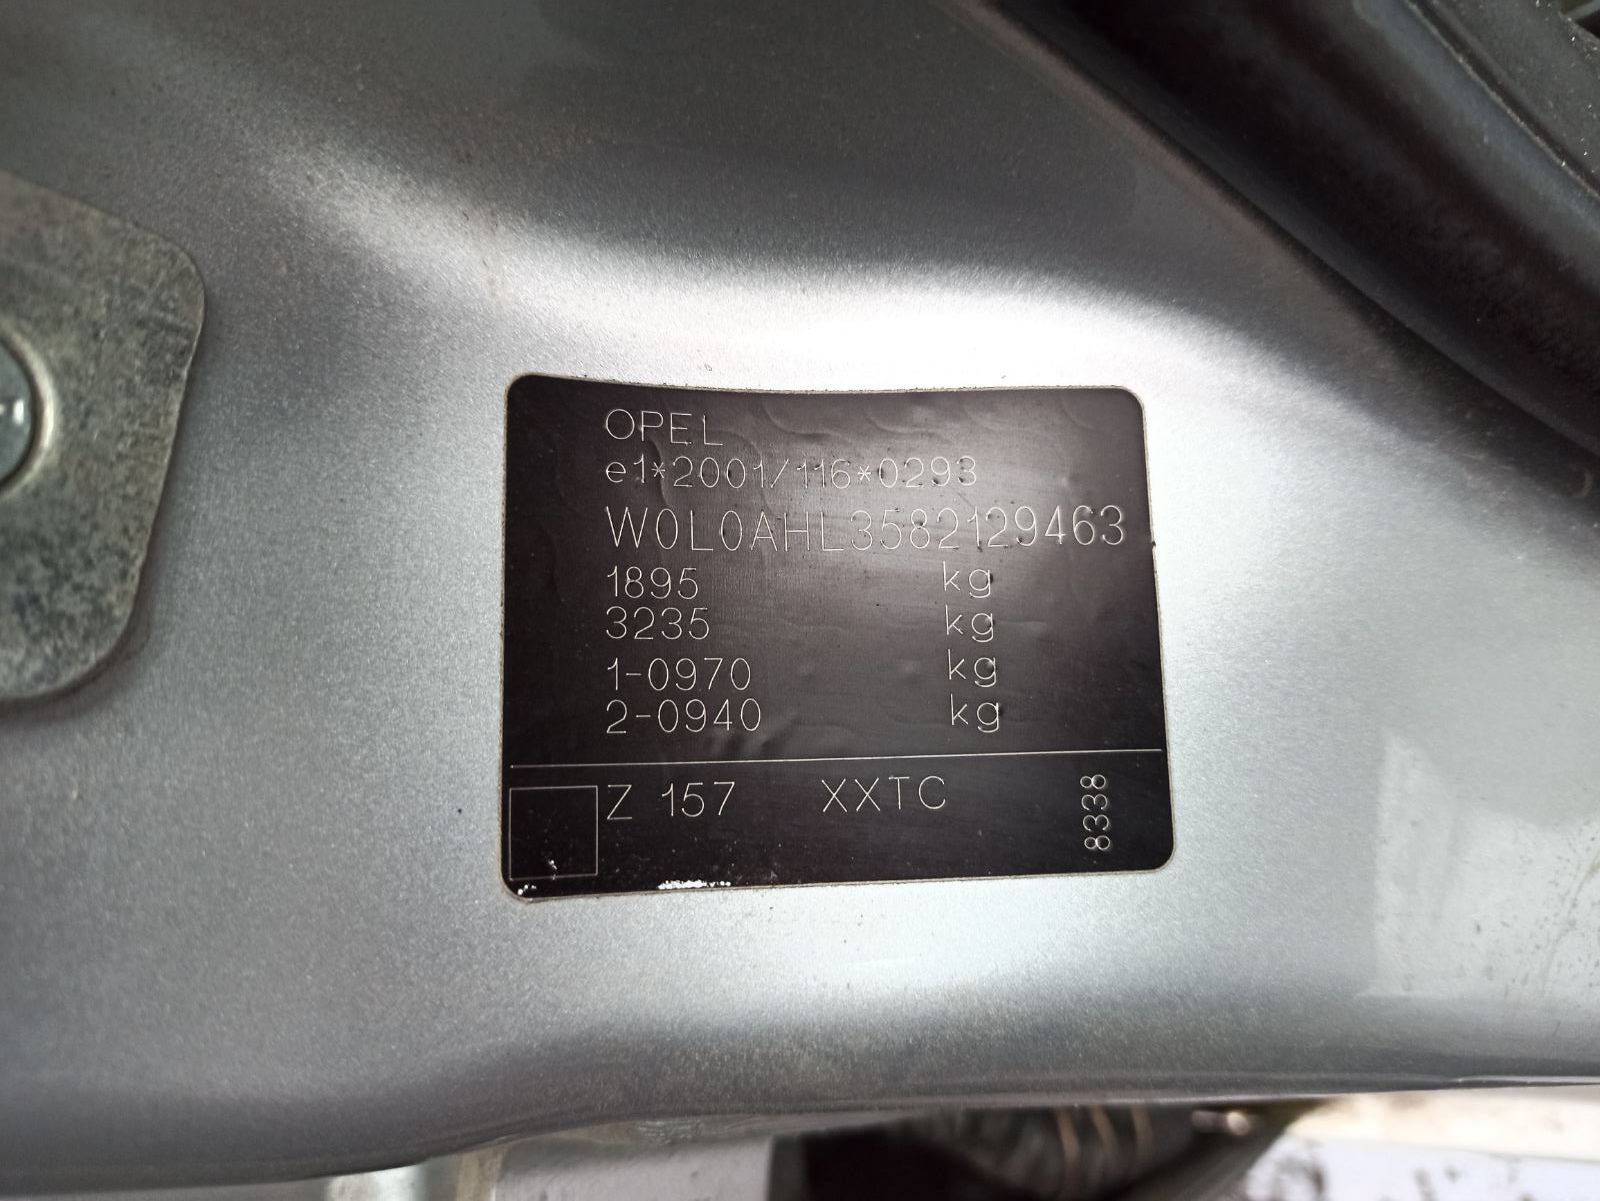 OPEL
e1*2001/116*0293
W0L0AHL3582129463
1895 kg
3235 kg
1-0970 kg
2-0940 kg
Z 157 XXTC
8338